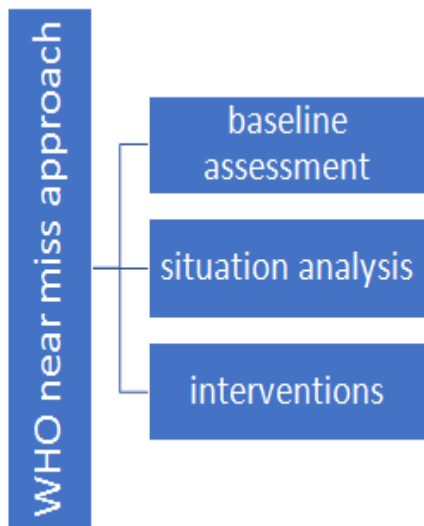 WHO near miss approach
baseline
assessment
situation analysis
interventions